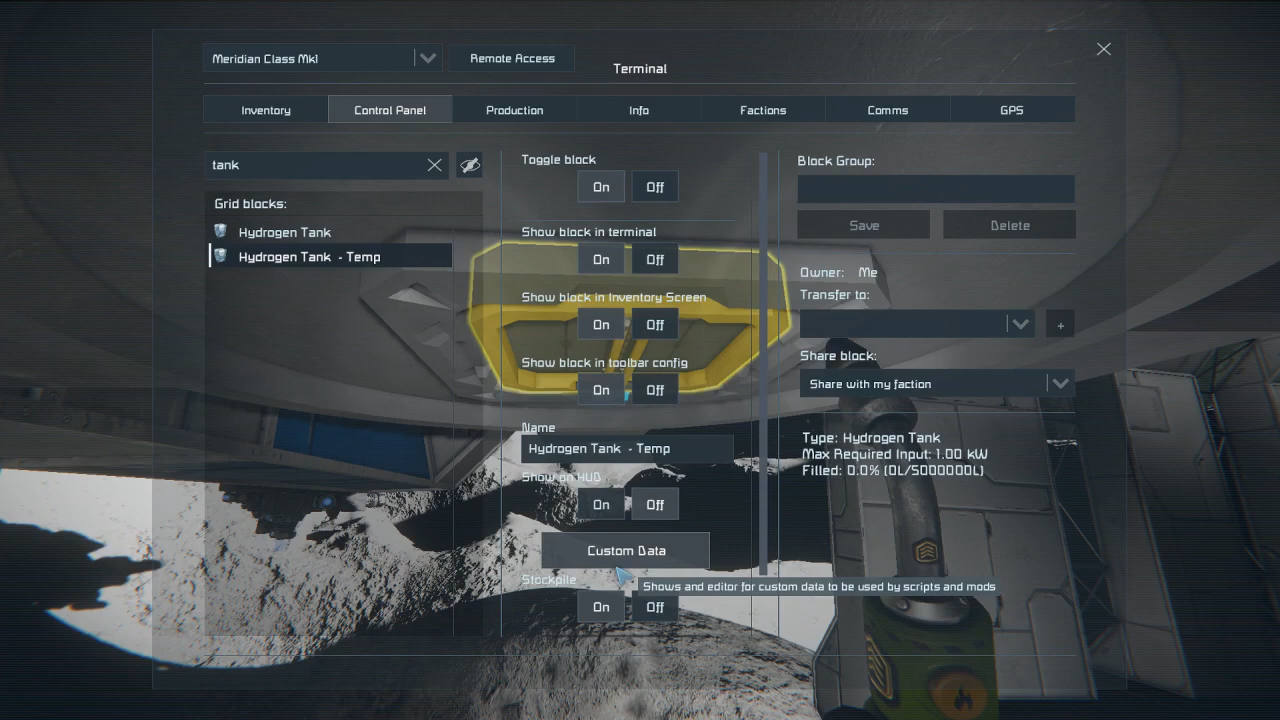 Meridian Class Mk1
Remote Access
Terminal
Inventory
Control Panel
Production
Info
Factions
Comms
GPS
tank
Grid blocks:
Hydrogen Tank
Hydrogen Tank - Temp
Toggle block
On Off
Show block in terminal
On Off
Show block in Inventory Screen
On Off
Show block in toolbar config
On Off
Name
Hydrogen Tank - Temp
Show on HUD
On Off
Custom Data
Stockpile
On Off
Shows and editor for custom data to be used by scripts and mods
Block Group:
Save
Delete
Owner: Me
Transfer to:
+
Share block:
Share with my faction
Type: Hydrogen Tank
Max Required Input: 1.00 kW
Filled: 0.0% (0L/5000000L)